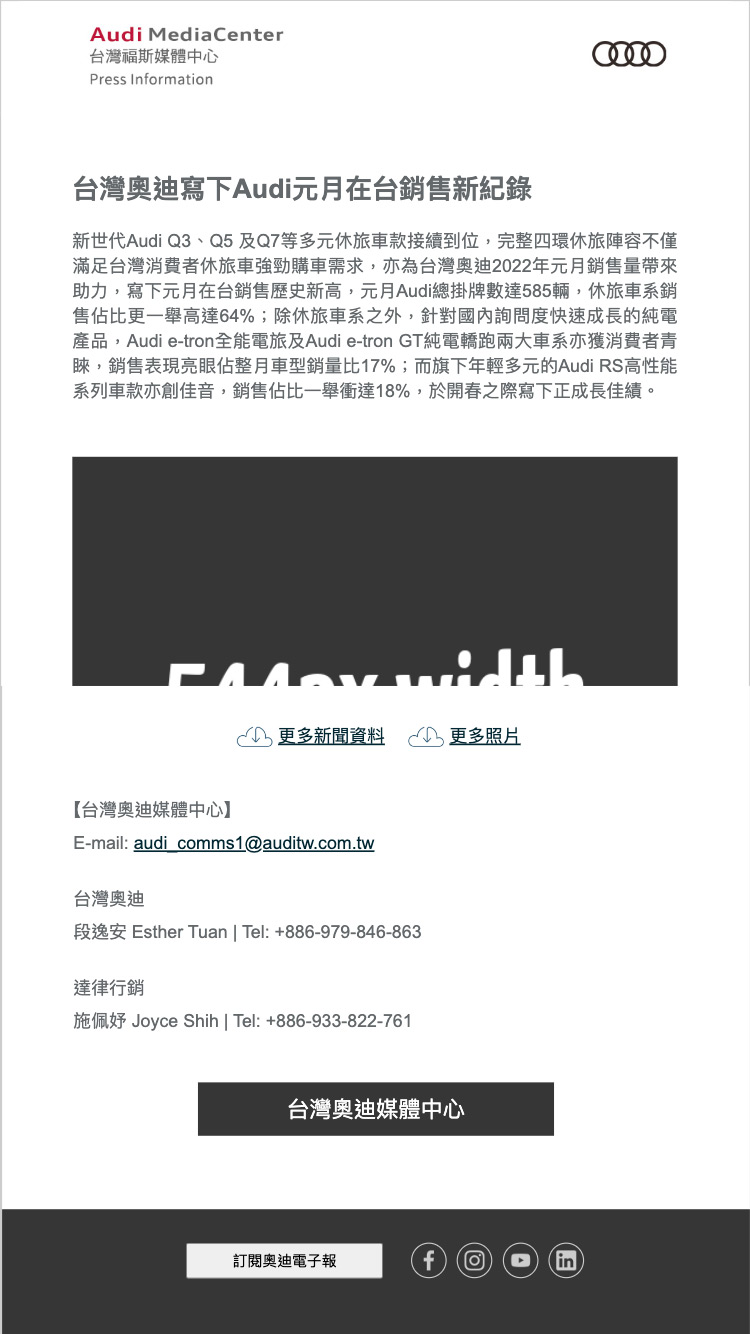 Audi MediaCenter
台灣福斯媒體中心
Press Information
台灣奧迪寫下Audi元月在台銷售新紀錄
新世代Audi Q3、Q5 及Q7等多元休旅車款接續到位，完整四環休旅陣容不僅
滿足台灣消費者休旅車強勁購車需求，亦為台灣奧迪2022年元月銷售量帶來
助力，寫下元月在台銷售歷史新高，元月Audi總掛牌數達585輛，休旅車系銷
售佔比更一舉高達64%；除休旅車系之外，針對國內詢問度快速成長的純電
產品，Audi e-tron全能電旅及Audi e-tron GT純電轎跑兩大車系亦獲消費者青
睞，銷售表現亮眼佔整月車型銷量比17%；而旗下年輕多元的Audi RS高性能
系列車款亦創佳音，銷售佔比一舉衝達18%，於開春之際寫下正成長佳績。
544px width
更多新聞資料 更多照片
【台灣奧迪媒體中心】
E-mail: audi_comms1@auditw.com.tw
台灣奧迪
段逸安 Esther Tuan | Tel: +886-979-846-863
達律行銷
施佩妤 Joyce Shih | Tel: +886-933-822-761
台灣奧迪媒體中心
訂閱奧迪電子報